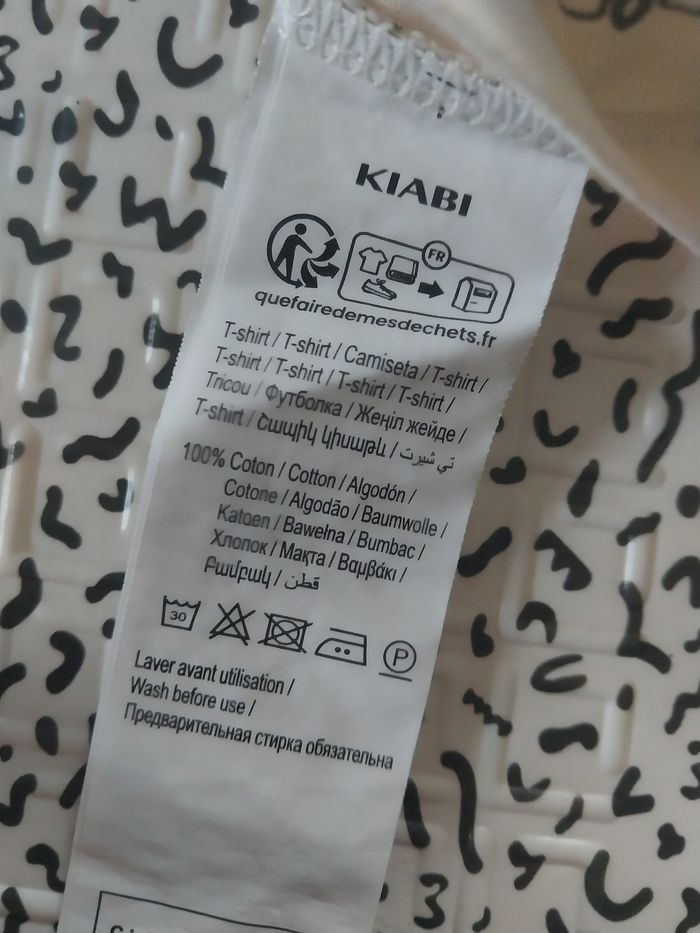 KIABI
FR
quefairedemesdechets.fr
T-shirt / T-shirt / Camiseta / T-shirt /
T-shirt / T-shirt / T-shirt / T-shirt /
Tricou / Футболка / Жеңіл жейде /
T-shirt / Շապիկ կիսաթև / تي شيرت
100% Coton / Cotton / Algodón /
Cotone / Algodão / Baumwolle /
Katoen / Bawełna / Bumbac /
Хлопок / Мақта / Βαμβάκι /
Բամբակ / قطن
30
P
Laver avant utilisation /
Wash before use /
Предварительная стирка обязательна